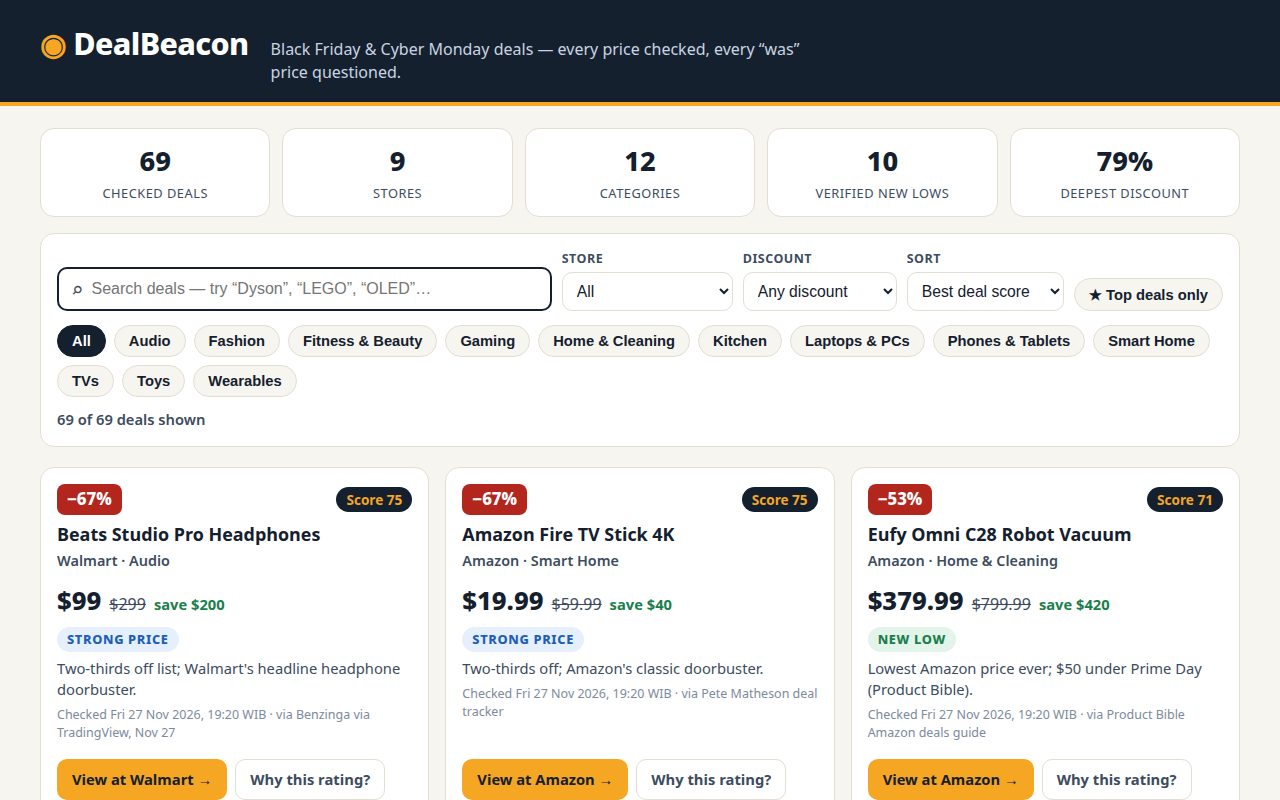 ◉ DealBeacon
Black Friday & Cyber Monday deals — every price checked, every “was”
price questioned.
69
CHECKED DEALS
9
STORES
12
CATEGORIES
10
VERIFIED NEW LOWS
79%
DEEPEST DISCOUNT
⌕ Search deals — try “Dyson”, “LEGO”, “OLED”…
STORE
All
DISCOUNT
Any discount
SORT
Best deal score
★ Top deals only
All
Audio
Fashion
Fitness & Beauty
Gaming
Home & Cleaning
Kitchen
Laptops & PCs
Phones & Tablets
Smart Home
TVs
Toys
Wearables
69 of 69 deals shown
−67%
Score 75
Beats Studio Pro Headphones
Walmart · Audio
$99 $299 save $200
STRONG PRICE
Two-thirds off list; Walmart's headline headphone
doorbuster.
Checked Fri 27 Nov 2026, 19:20 WIB · via Benzinga via
TradingView, Nov 27
View at Walmart →
Why this rating?
−67%
Score 75
Amazon Fire TV Stick 4K
Amazon · Smart Home
$19.99 $59.99 save $40
STRONG PRICE
Two-thirds off; Amazon's classic doorbuster.
Checked Fri 27 Nov 2026, 19:20 WIB · via Pete Matheson deal
tracker
View at Amazon →
Why this rating?
−53%
Score 71
Eufy Omni C28 Robot Vacuum
Amazon · Home & Cleaning
$379.99 $799.99 save $420
NEW LOW
Lowest Amazon price ever; $50 under Prime Day
(Product Bible).
Checked Fri 27 Nov 2026, 19:20 WIB · via Product Bible
Amazon deals guide
View at Amazon →
Why this rating?